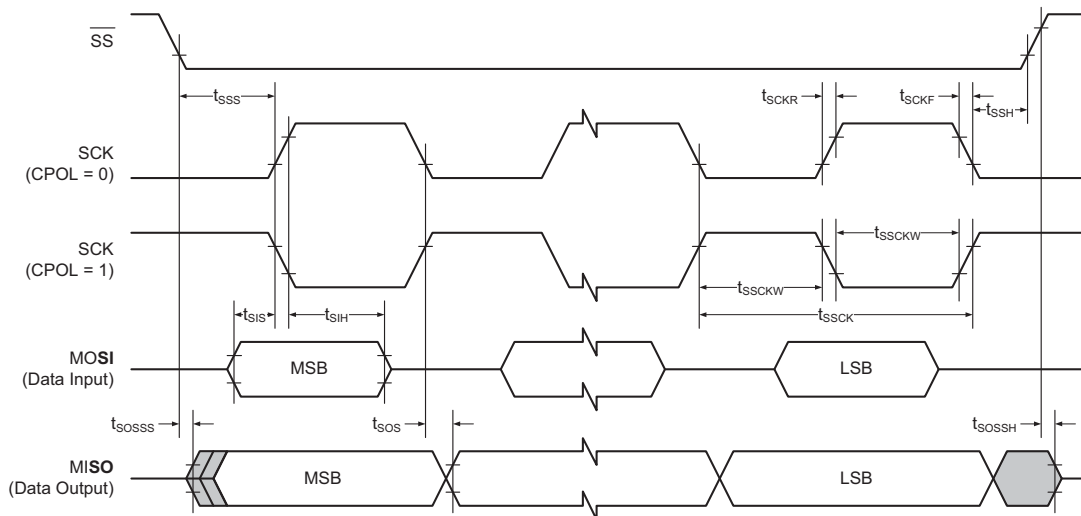 SS
tSSS
tSCKR
tSCKF
tSSH
SCK
(CPOL = 0)
SCK
(CPOL = 1)
tSSCKW
tSSCKW
tSSCK
tSIS
tSIH
MOSI
(Data Input)
MSB
LSB
tSOSSS
tSOS
tSOSSH
MISO
(Data Output)
MSB
LSB